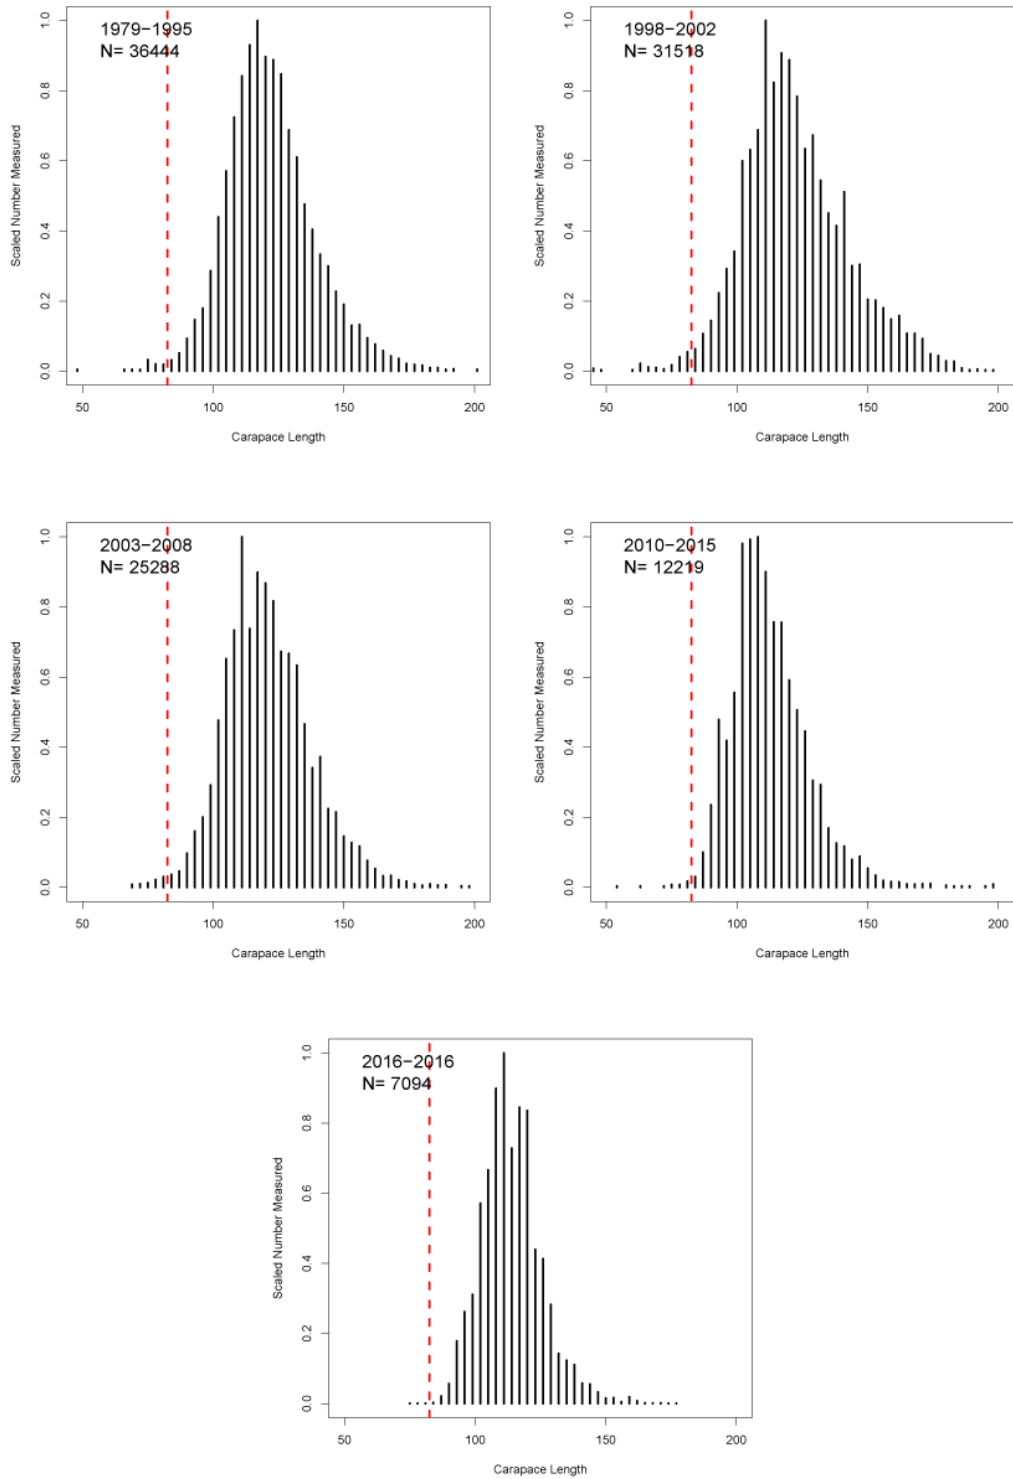 1979−1995
N= 36444
Scaled Number Measured
0.0 0.2 0.4 0.6 0.8 1.0
50 100 150 200
Carapace Length
1998−2002
N= 31518
Scaled Number Measured
0.0 0.2 0.4 0.6 0.8 1.0
50 100 150 200
Carapace Length
2003−2008
N= 25288
Scaled Number Measured
0.0 0.2 0.4 0.6 0.8 1.0
50 100 150 200
Carapace Length
2010−2015
N= 12219
Scaled Number Measured
0.0 0.2 0.4 0.6 0.8 1.0
50 100 150 200
Carapace Length
2016−2016
N= 7094
Scaled Number Measured
0.0 0.2 0.4 0.6 0.8 1.0
50 100 150 200
Carapace Length